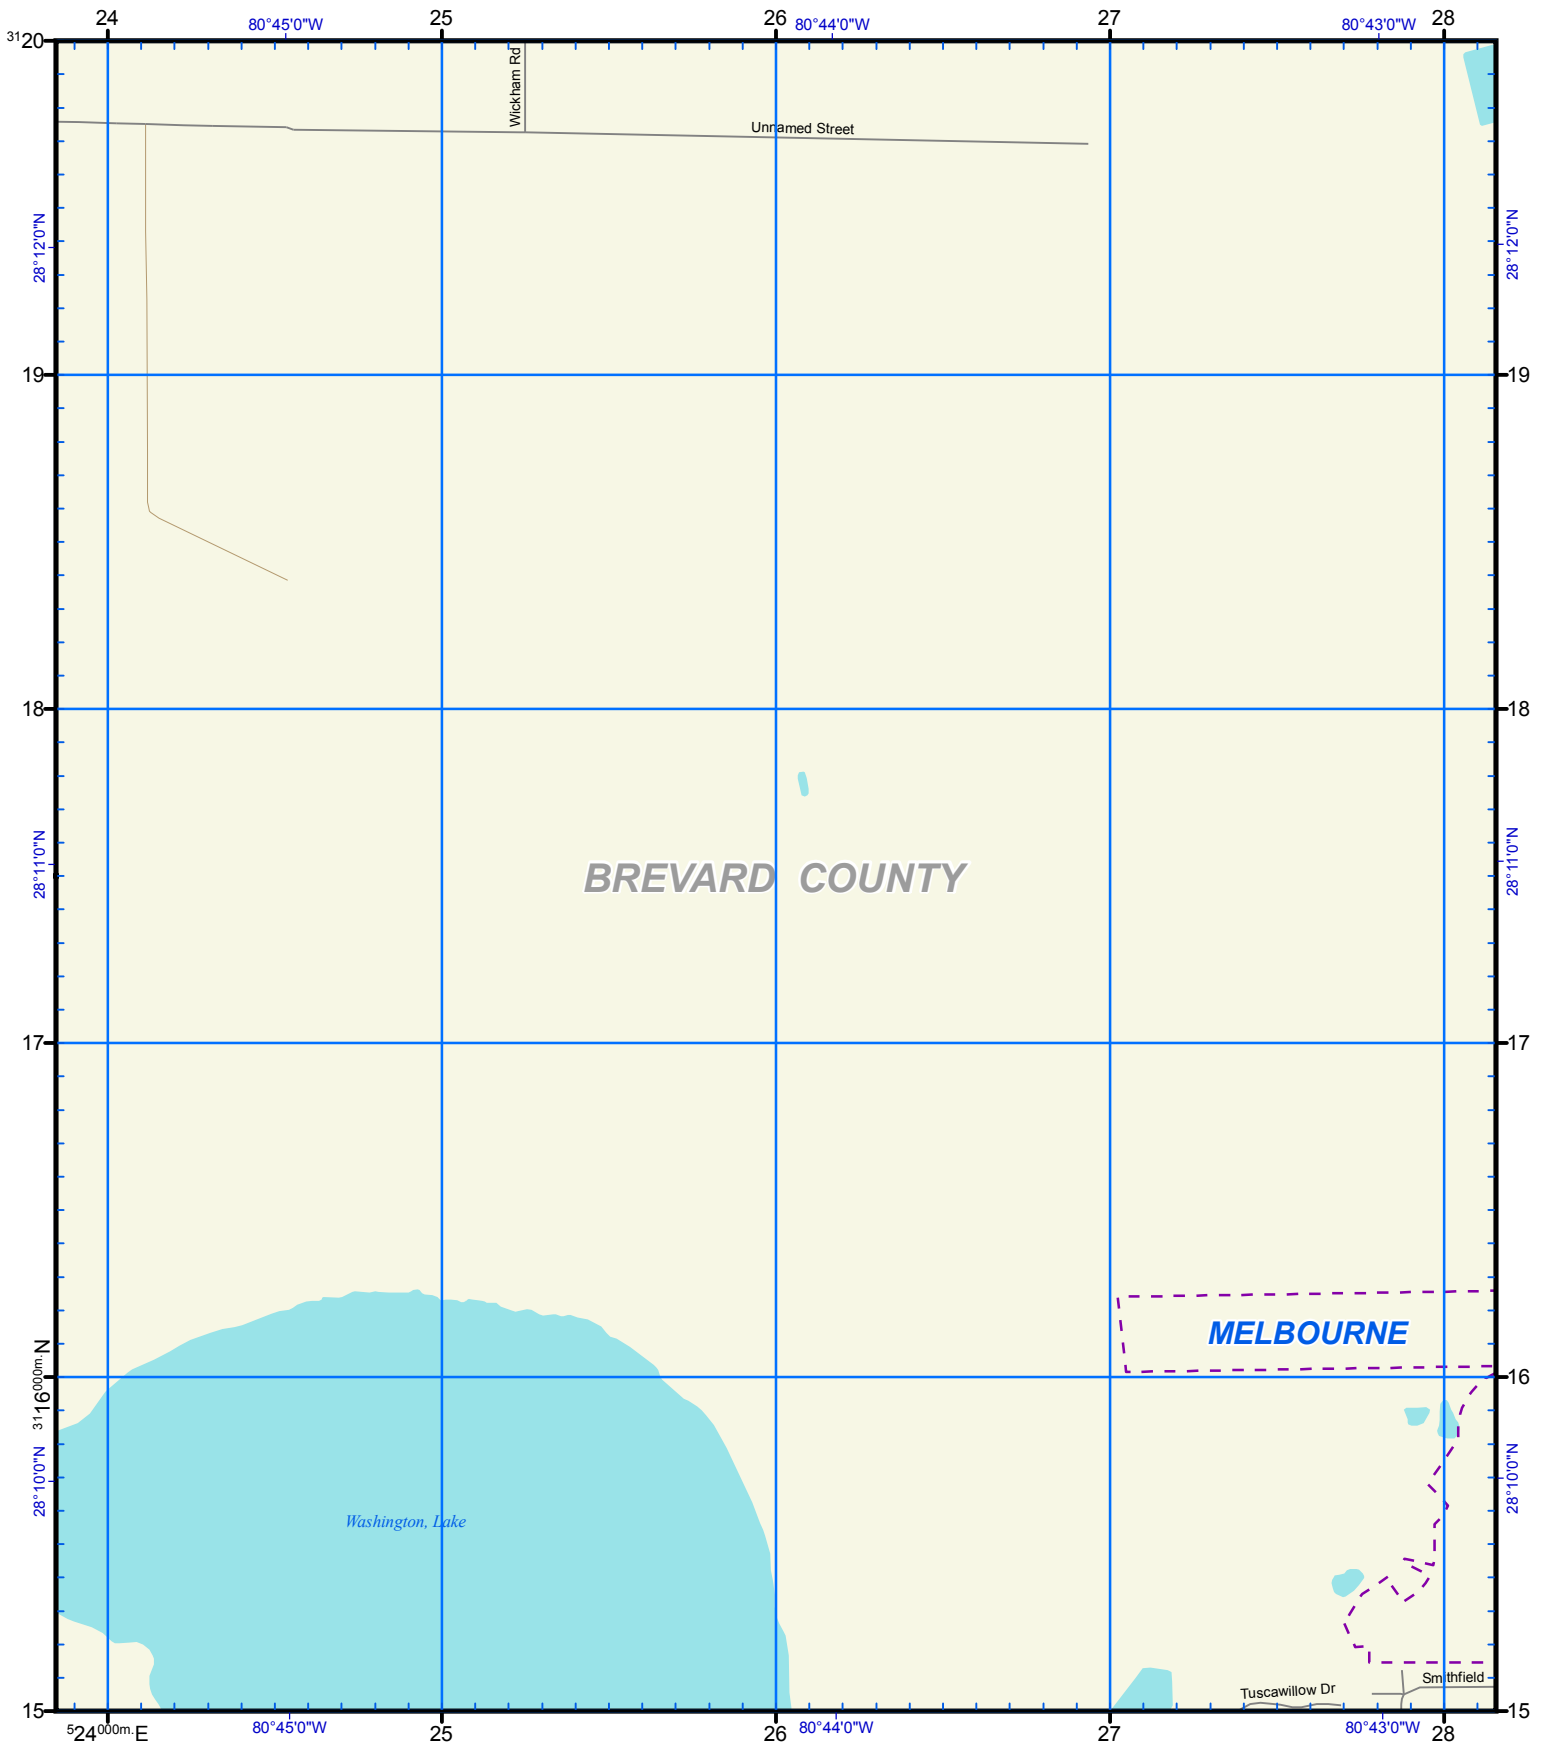 24 25 26 27 28
80°45'0"W 80°44'0"W 80°43'0"W
3120
Wickham Rd
Unnamed Street
28°12'0"N 28°12'0"N
19 19
18 18
28°11'0"N 28°11'0"N
BREVARD COUNTY
17 17
MELBOURNE
3116000m.N 16
28°10'0"N 28°10'0"N
Washington, Lake
Smithfield
Tuscawillow Dr
15 15
524000m.E 25 26 27 28
80°45'0"W 80°44'0"W 80°43'0"W